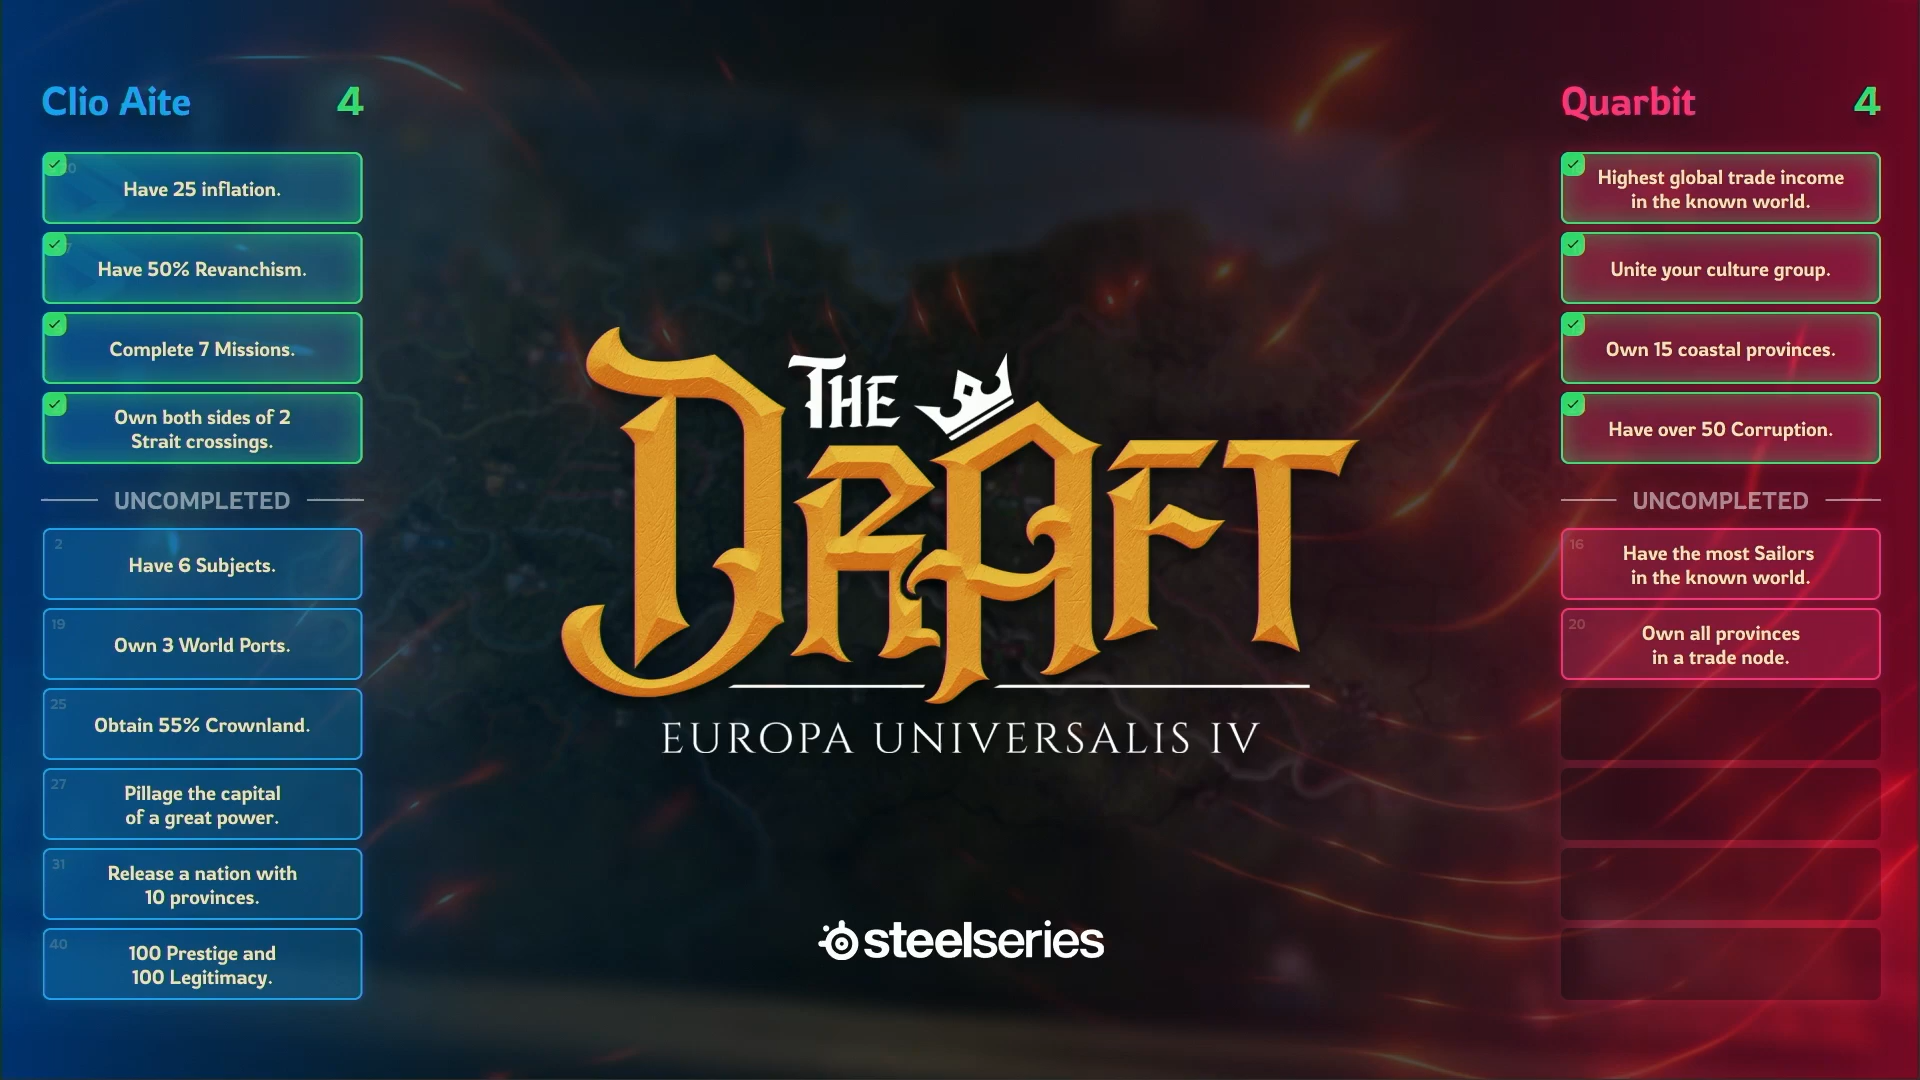 Clio Aite
4
Have 25 inflation.
Have 50% Revanchism.
Complete 7 Missions.
Own both sides of 2
Strait crossings.
UNCOMPLETED
2
Have 6 Subjects.
19
Own 3 World Ports.
25
Obtain 55% Crownland.
27
Pillage the capital
of a great power.
31
Release a nation with
10 provinces.
40
100 Prestige and
100 Legitimacy.
THE
DRAFT
EUROPA UNIVERSALIS IV
steelseries
Quarbit
4
Highest global trade income
in the known world.
Unite your culture group.
Own 15 coastal provinces.
Have over 50 Corruption.
UNCOMPLETED
16
Have the most Sailors
in the known world.
20
Own all provinces
in a trade node.